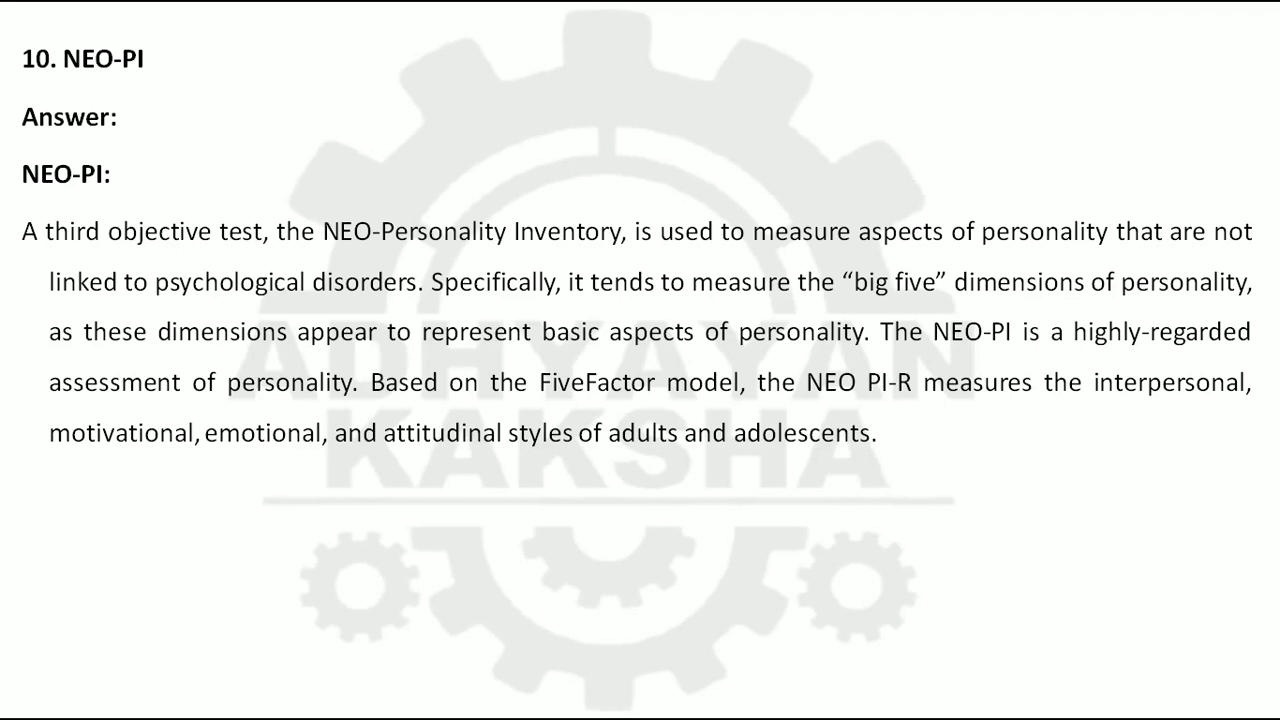 10. NEO-PI
Answer:
NEO-PI:
A third objective test, the NEO-Personality Inventory, is used to measure aspects of personality that are not
linked to psychological disorders. Specifically, it tends to measure the “big five” dimensions of personality,
as these dimensions appear to represent basic aspects of personality. The NEO-PI is a highly-regarded
assessment of personality. Based on the FiveFactor model, the NEO PI-R measures the interpersonal,
motivational, emotional, and attitudinal styles of adults and adolescents.
ADHYAYAN
KAKSHA